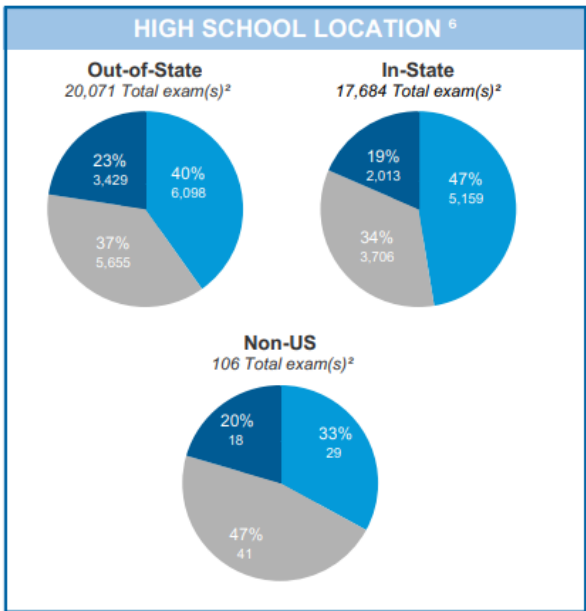 HIGH SCHOOL LOCATION ⁶
Out-of-State
20,071 Total exam(s)²
23%
3,429
40%
6,098
37%
5,655
In-State
17,684 Total exam(s)²
19%
2,013
47%
5,159
34%
3,706
Non-US
106 Total exam(s)²
20%
18
33%
29
47%
41